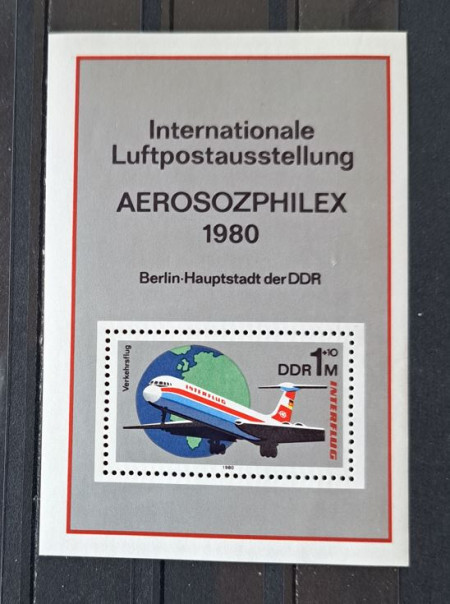 Internationale
Luftpostausstellung
AEROSOZPHILEX
1980
Berlin·Hauptstadt der DDR
Verkehrsflug
DDR 1+10 M
INTERFLUG
INTERFLUG
1980